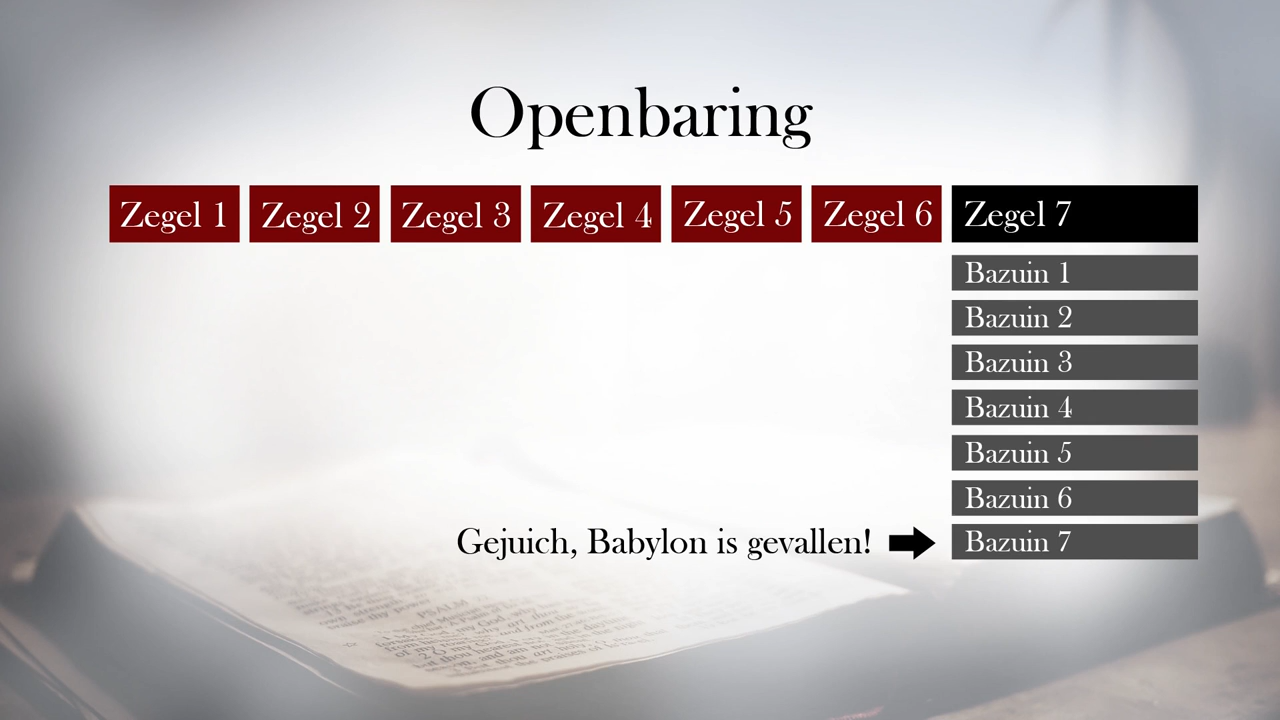 Openbaring
Zegel 1 Zegel 2 Zegel 3 Zegel 4 Zegel 5 Zegel 6 Zegel 7
Bazuin 1
Bazuin 2
Bazuin 3
Bazuin 4
Bazuin 5
Bazuin 6
Gejuich, Babylon is gevallen! Bazuin 7
PSALM